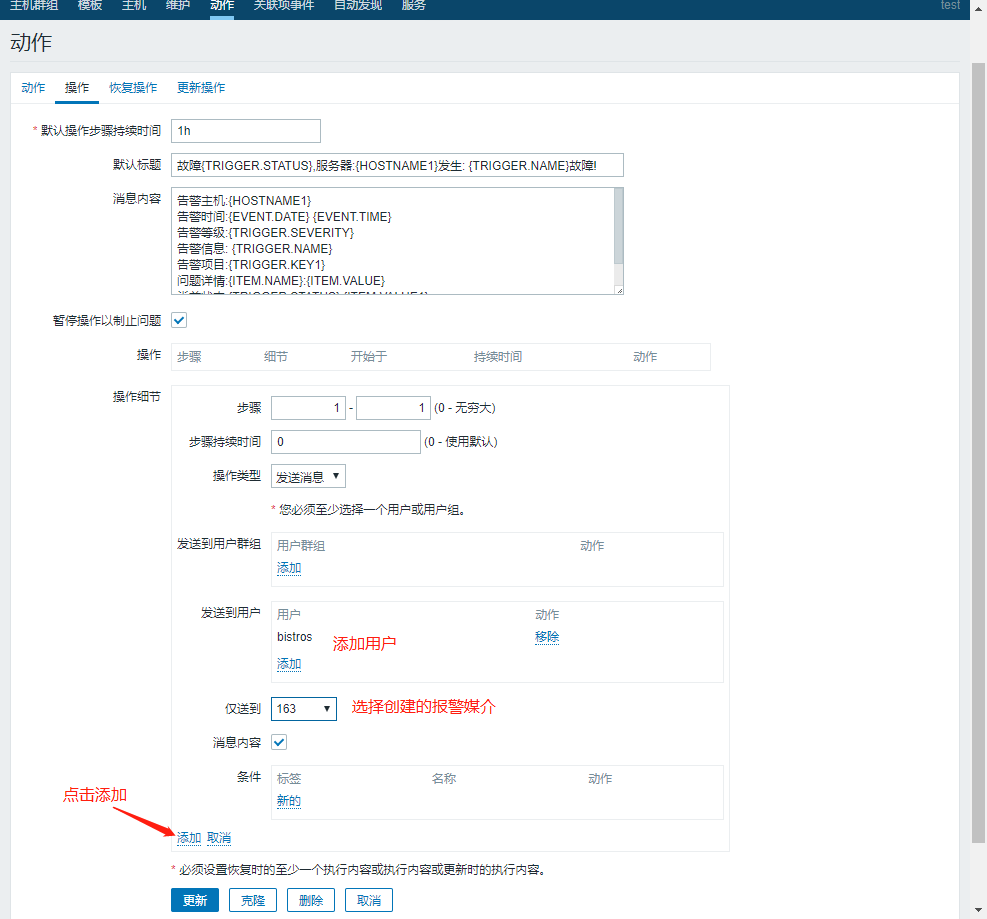 主机群组 模板 主机 维护 动作 关联项事件 自动发现 服务 test
动作
动作 操作 恢复操作 更新操作
* 默认操作步骤持续时间 1h
默认标题 故障{TRIGGER.STATUS},服务器:{HOSTNAME1}发生: {TRIGGER.NAME}故障!
消息内容 告警主机:{HOSTNAME1}
告警时间:{EVENT.DATE} {EVENT.TIME}
告警等级:{TRIGGER.SEVERITY}
告警信息: {TRIGGER.NAME}
告警项目:{TRIGGER.KEY1}
问题详情:{ITEM.NAME}:{ITEM.VALUE}
当前状态:{TRIGGER.STATUS}:{ITEM.VALUE1}
暂停操作以制止问题
操作 步骤 细节 开始于 持续时间 动作
操作细节
步骤 1 - 1 (0 - 无穷大)
步骤持续时间 0 (0 - 使用默认)
操作类型 发送消息
* 您必须至少选择一个用户或用户组。
发送到用户群组 用户群组 动作
添加
发送到用户 用户 动作
bistros 添加用户 移除
添加
仅送到 163 选择创建的报警媒介
消息内容
条件 标签 名称 动作
新的
点击添加
添加 取消
* 必须设置恢复时的至少一个执行内容或执行内容或更新时的执行内容。
更新 克隆 删除 取消